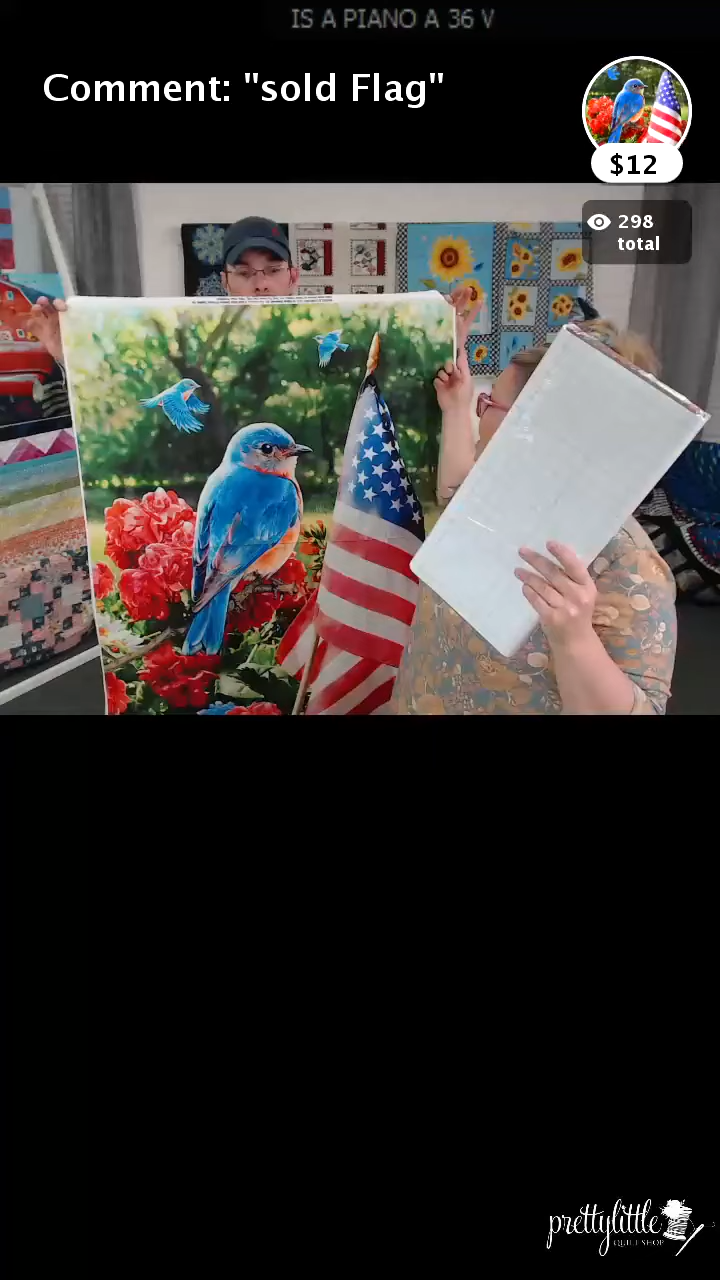 IS A PIANO A 36 V
Comment: "sold Flag"
$12
298
total
prettylittle
QUILT SHOP